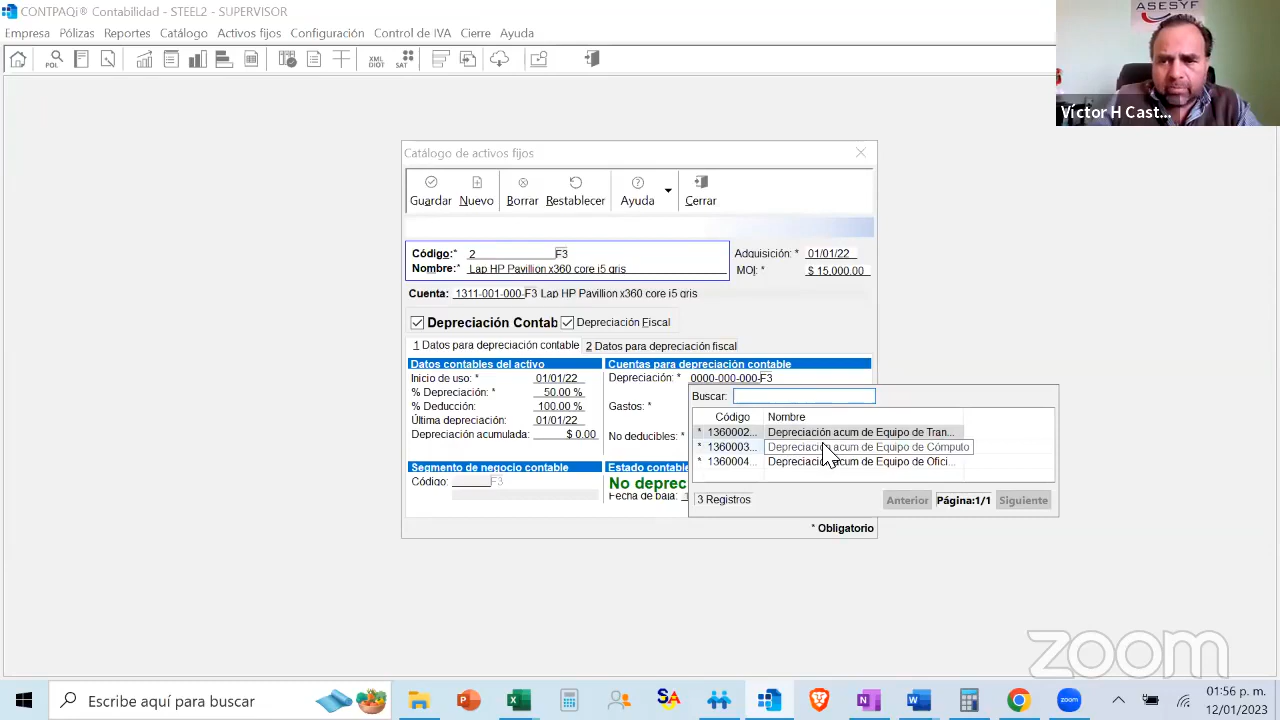 CONTPAQi® Contabilidad - STEEL2 - SUPERVISOR
Empresa Pólizas Reportes Catálogo Activos fijos Configuración Control de IVA Cierre Ayuda
POL XML DIOT SAT
ASESYF
Víctor H Cast...
Catálogo de activos fijos
Guardar Nuevo Borrar Restablecer Ayuda Cerrar
Código:* 2 F3 Adquisición: * 01/01/22
Nombre:* Lap HP Pavillion x360 core i5 gris MOI: * $ 15,000.00
Cuenta: 1311-001-000- F3 Lap HP Pavillion x360 core i5 gris
Depreciación Contab Depreciación Fiscal
1 Datos para depreciación contable 2 Datos para depreciación fiscal
Datos contables del activo Cuentas para depreciación contable
Inicio de uso: * 01/01/22 Depreciación: * 0000-000-000- F3
% Depreciación: * 50.00 %
% Deducción: 100.00 % Gastos: *
Última depreciación: 01/01/22
Depreciación acumulada: $ 0.00 No deducibles: *
Segmento de negocio contable Estado contable
Código: F3 No deprec
Fecha de baja:
* Obligatorio
Buscar:
Código Nombre
* 1360002... Depreciación acum de Equipo de Tran...
* 1360003... Depreciación acum de Equipo de Cómputo
* 1360004... Depreciación acum de Equipo de Ofici...
3 Registros Anterior Página:1/1 Siguiente
zoom
Escribe aquí para buscar
zoom
01:56 p. m.
12/01/2023